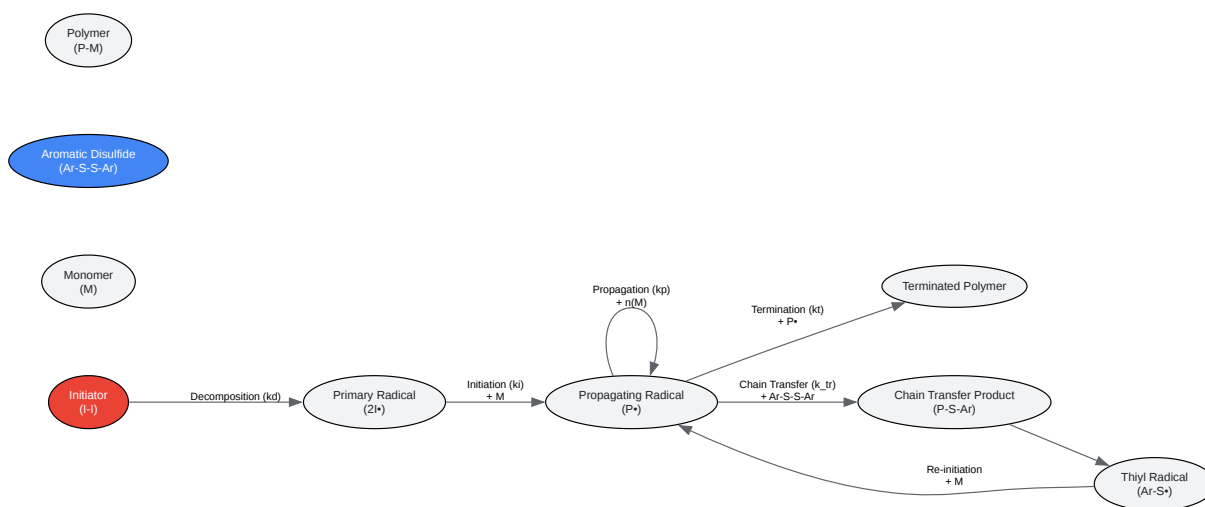 Polymer
(P-M)
Aromatic Disulfide
(Ar-S-S-Ar)
Monomer
(M)
Initiator
(I-I)
Decomposition (kd)
Primary Radical
(2I•)
Initiation (ki)
+ M
Propagation (kp)
+ n(M)
Propagating Radical
(P•)
Termination (kt)
+ P•
Terminated Polymer
Chain Transfer (k_tr)
+ Ar-S-S-Ar
Chain Transfer Product
(P-S-Ar)
Re-initiation
+ M
Thiyl Radical
(Ar-S•)